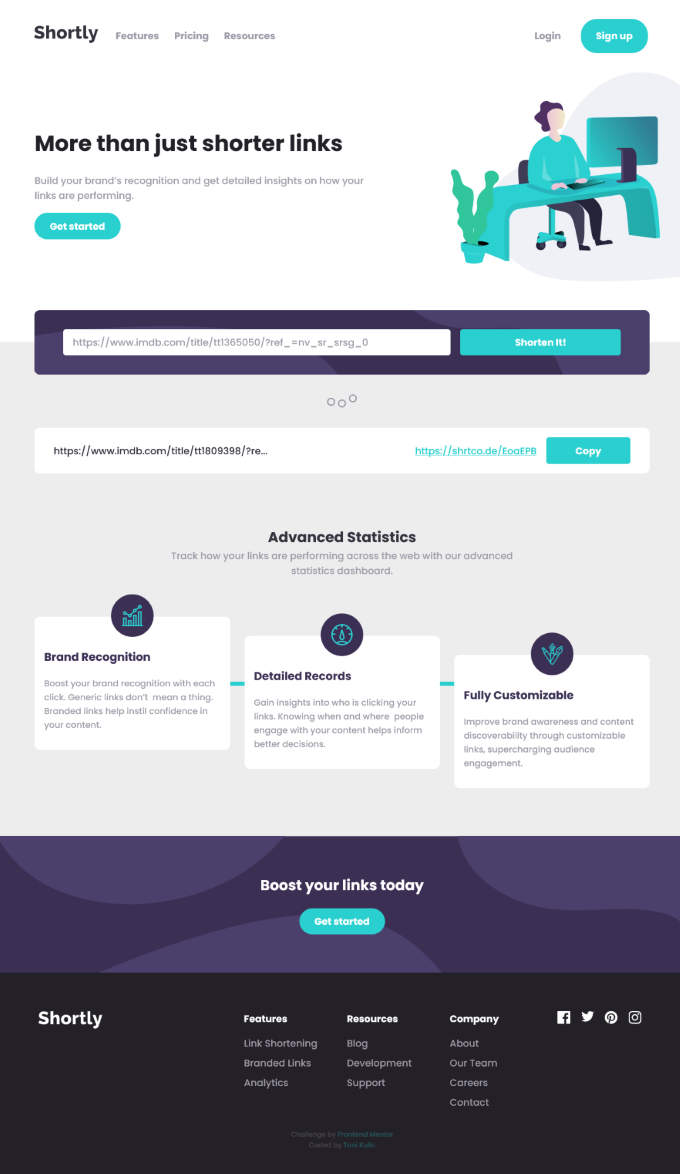 Shortly
Features Pricing Resources
Login
Sign up
More than just shorter links
Build your brand's recognition and get detailed insights on how your
links are performing.
Get started
https://www.imdb.com/title/tt1365050/?ref_=nv_sr_srsg_0
Shorten It!
https://www.imdb.com/title/tt1809398/?re...
https://shrtco.de/EoaEPB
Copy
Advanced Statistics
Track how your links are performing across the web with our advanced
statistics dashboard.
Brand Recognition
Boost your brand recognition with each
click. Generic links don't mean a thing.
Branded links help instil confidence in
your content.
Detailed Records
Gain insights into who is clicking your
links. Knowing when and where people
engage with your content helps inform
better decisions.
Fully Customizable
Improve brand awareness and content
discoverability through customizable
links, supercharging audience
engagement.
Boost your links today
Get started
Shortly
Features
Link Shortening
Branded Links
Analytics
Resources
Blog
Development
Support
Company
About
Our Team
Careers
Contact
Challenge by Frontend Mentor
Coded by Toni Kulic